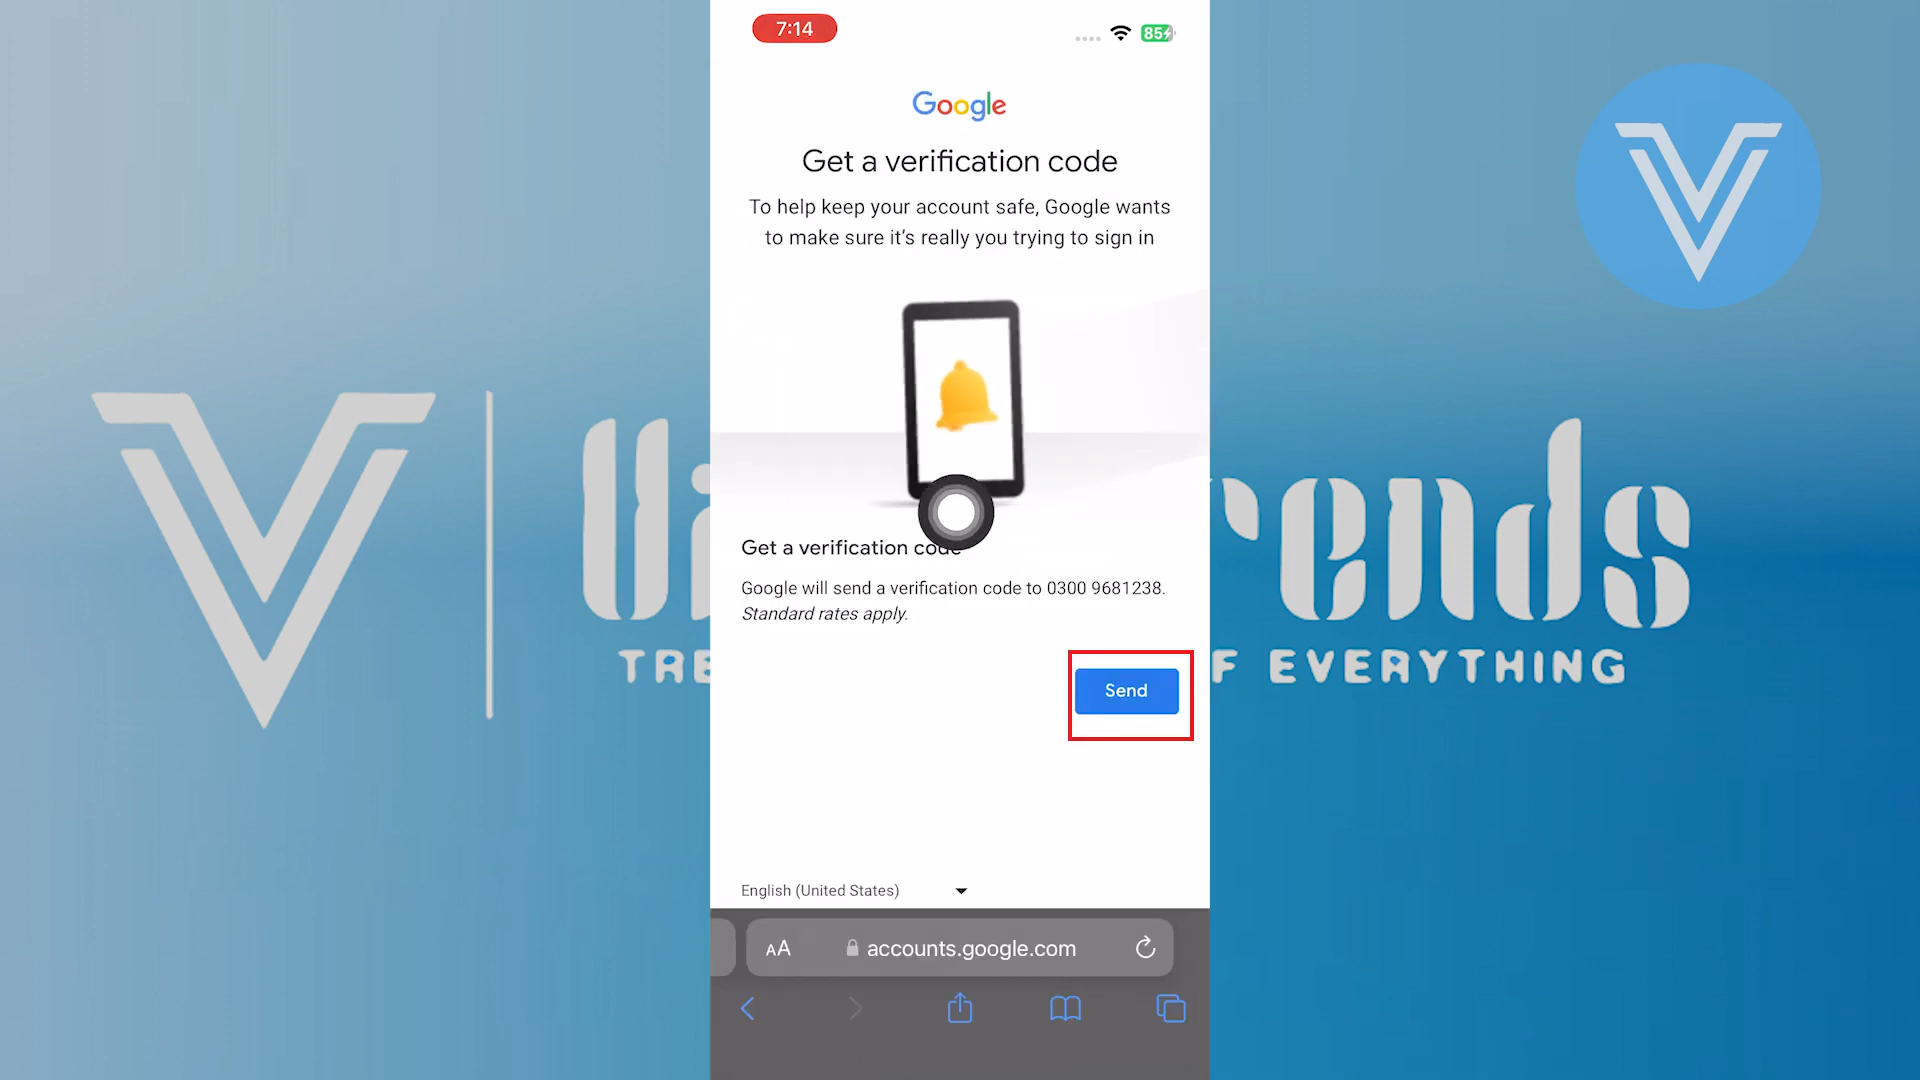 7:14
85
Google
Get a verification code
To help keep your account safe, Google wants
to make sure it's really you trying to sign in
Get a verification code
Google will send a verification code to 0300 9681238.
Standard rates apply.
Send
EVERYTHING
English (United States)
AA
accounts.google.com